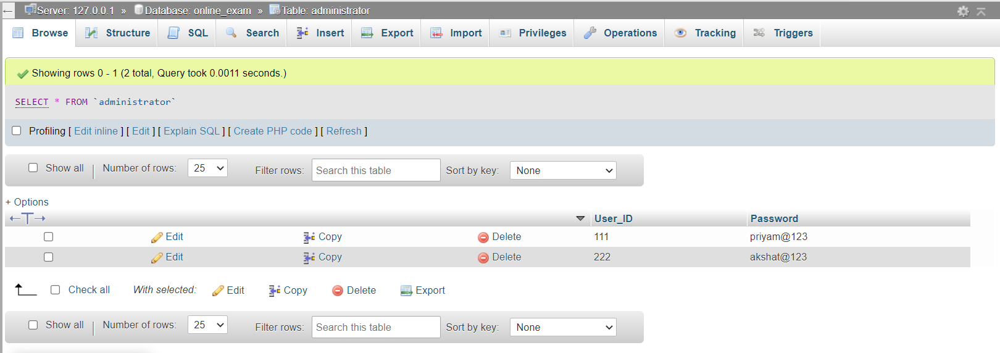 ← Server: 127.0.0.1 » Database: online_exam » Table: administrator
Browse Structure SQL Search Insert Export Import Privileges Operations Tracking Triggers
Showing rows 0 - 1 (2 total, Query took 0.0011 seconds.)
SELECT * FROM `administrator`
Profiling [ Edit inline ] [ Edit ] [ Explain SQL ] [ Create PHP code ] [ Refresh ]
Show all | Number of rows: 25 Filter rows: Search this table Sort by key: None
+ Options
←T→ User_ID Password
Edit Copy Delete 111 priyam@123
Edit Copy Delete 222 akshat@123
Check all With selected: Edit Copy Delete Export
Show all | Number of rows: 25 Filter rows: Search this table Sort by key: None